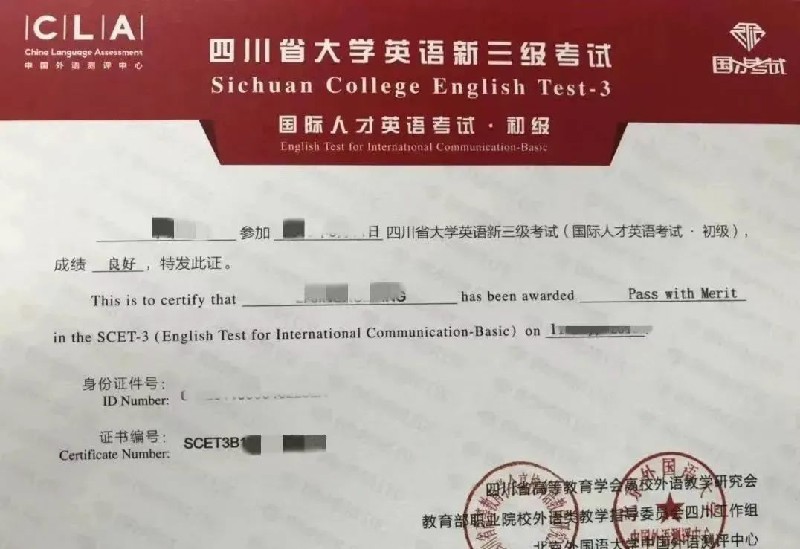 CLA
China Language Assessment
中国外语测评中心
四川省大学英语新三级考试
Sichuan College English Test-3
国才考试
国际人才英语考试·初级
English Test for International Communication-Basic
参加 日 四川省大学英语新三级考试（国际人才英语考试·初级），
成绩 良好 ，特发此证。
This is to certify that has been awarded Pass with Merit
in the SCET-3 (English Test for International Communication-Basic) on
身份证件号：
ID Number:
证书编号：
Certificate Number: SCET3B1
四川省高等教育学会高校外语教学研究会
教育部职业院校外语类教学指导委员会四川工作组
北京外国语大学中国外语测评中心